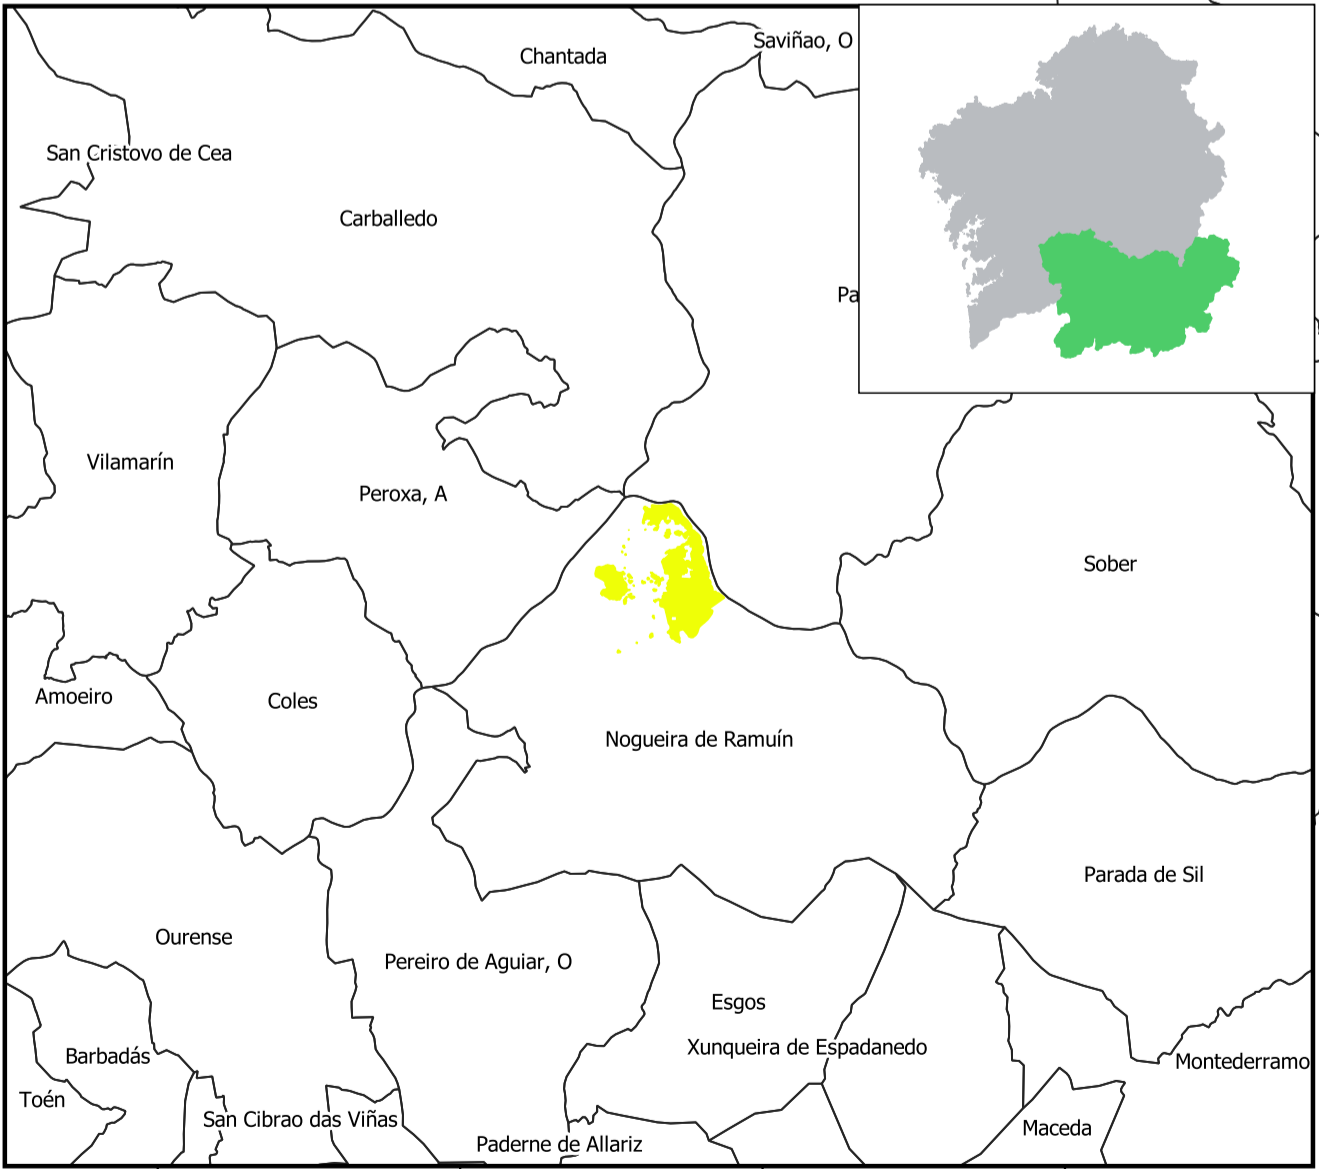 Chantada
Saviñao, O
San Cristovo de Cea
Carballedo
Pa
Vilamarín
Peroxa, A
Sober
Amoeiro
Coles
Nogueira de Ramuín
Parada de Sil
Ourense
Pereiro de Aguiar, O
Esgos
Xunqueira de Espadanedo
Barbadás
Montederramo
Toén
San Cibrao das Viñas
Maceda
Paderne de Allariz